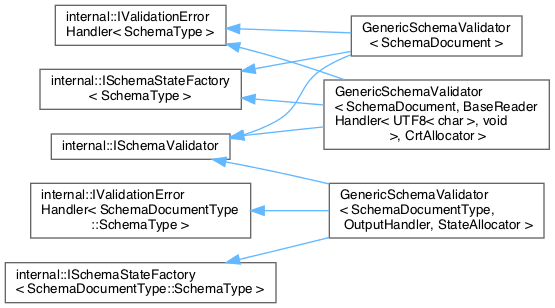 internal::IValidationError
Handler< SchemaType >
GenericSchemaValidator
< SchemaDocument >
internal::ISchemaStateFactory
< SchemaType >
GenericSchemaValidator
< SchemaDocument, BaseReader
Handler< UTF8< char >, void
>, CrtAllocator >
internal::ISchemaValidator
internal::IValidationError
Handler< SchemaDocumentType
::SchemaType >
GenericSchemaValidator
< SchemaDocumentType,
OutputHandler, StateAllocator >
internal::ISchemaStateFactory
< SchemaDocumentType::SchemaType >